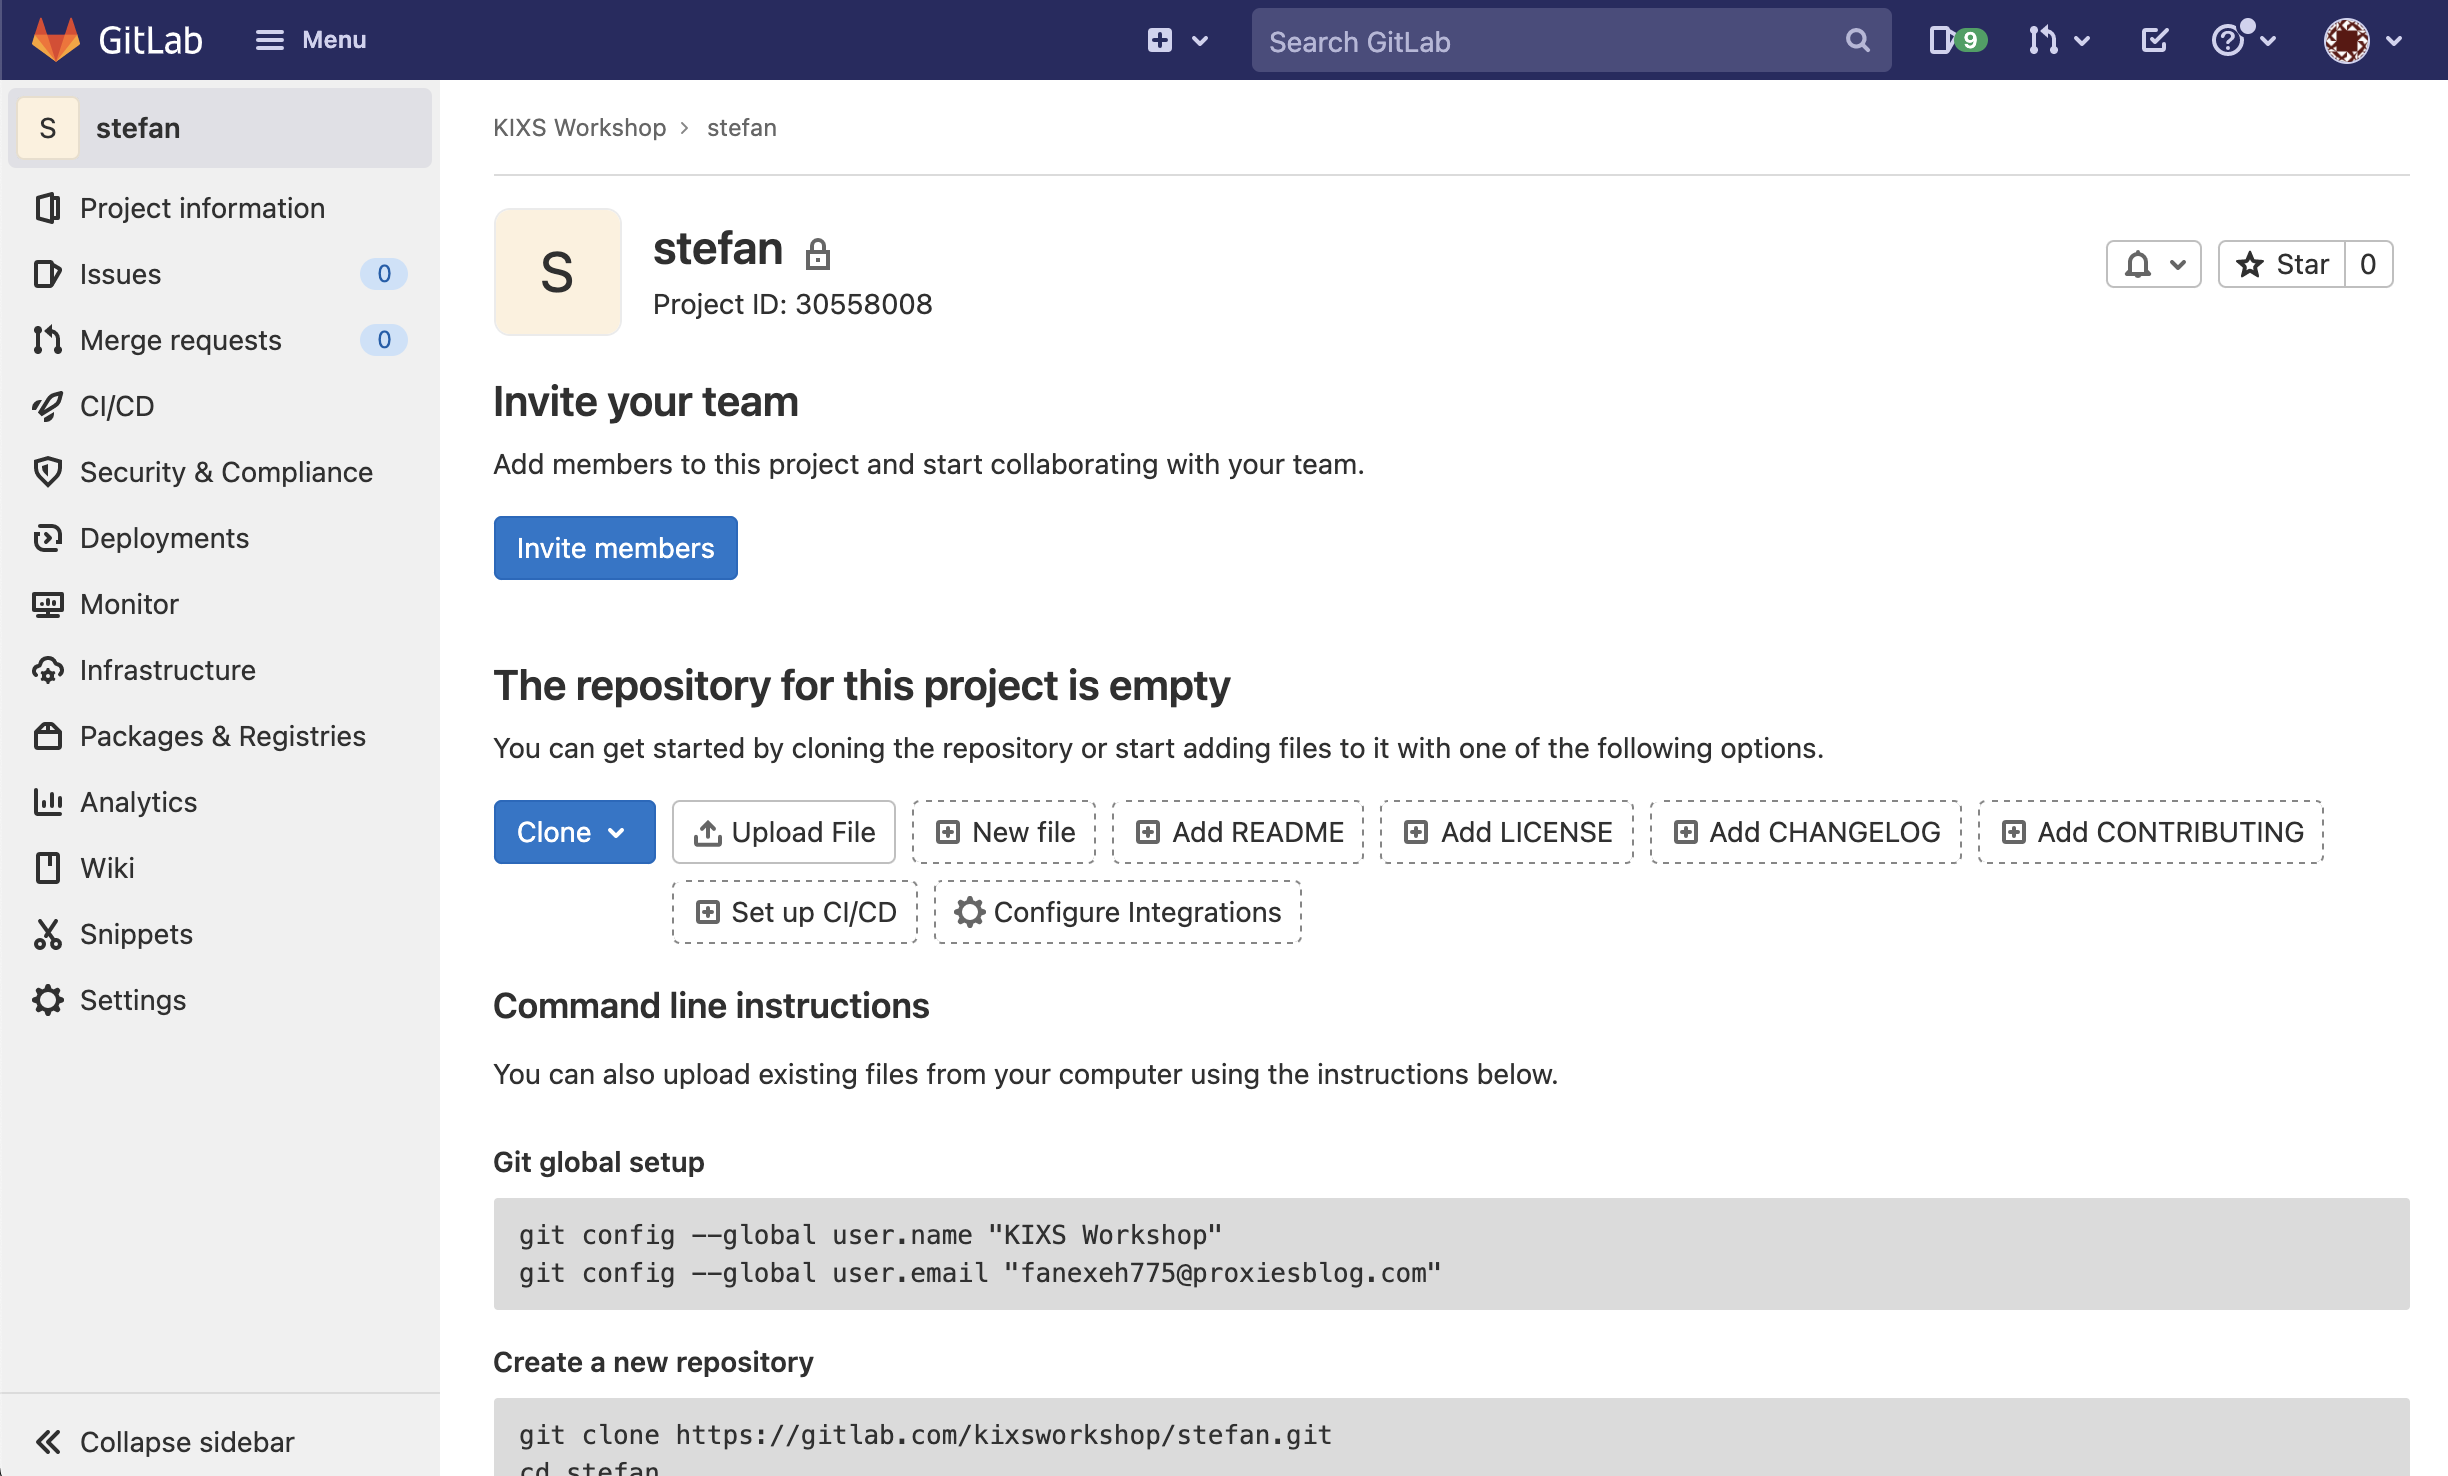 GitLab
Menu
Search GitLab
9
S stefan
Project information
Issues 0
Merge requests 0
CI/CD
Security & Compliance
Deployments
Monitor
Infrastructure
Packages & Registries
Analytics
Wiki
Snippets
Settings
Collapse sidebar
KIXS Workshop › stefan
S
stefan
Project ID: 30558008
Star 0
Invite your team
Add members to this project and start collaborating with your team.
Invite members
The repository for this project is empty
You can get started by cloning the repository or start adding files to it with one of the following options.
Clone Upload File New file Add README Add LICENSE Add CHANGELOG Add CONTRIBUTING
Set up CI/CD Configure Integrations
Command line instructions
You can also upload existing files from your computer using the instructions below.
Git global setup
git config --global user.name "KIXS Workshop"
git config --global user.email "fanexeh775@proxiesblog.com"
Create a new repository
git clone https://gitlab.com/kixsworkshop/stefan.git
cd stefan